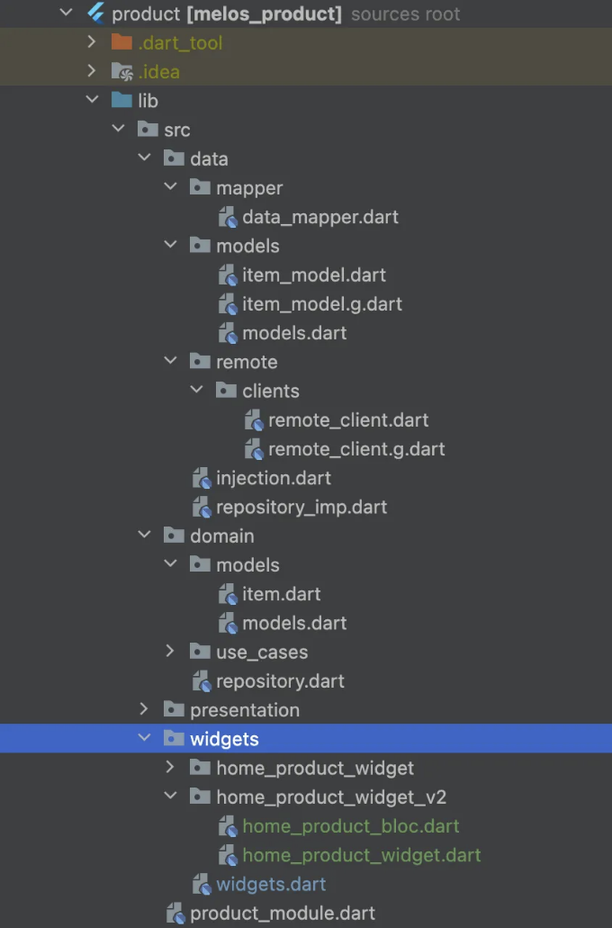 product [melos_product] sources root
.dart_tool
.idea
lib
src
data
mapper
data_mapper.dart
models
item_model.dart
item_model.g.dart
models.dart
remote
clients
remote_client.dart
remote_client.g.dart
injection.dart
repository_imp.dart
domain
models
item.dart
models.dart
use_cases
repository.dart
presentation
widgets
home_product_widget
home_product_widget_v2
home_product_bloc.dart
home_product_widget.dart
widgets.dart
product_module.dart